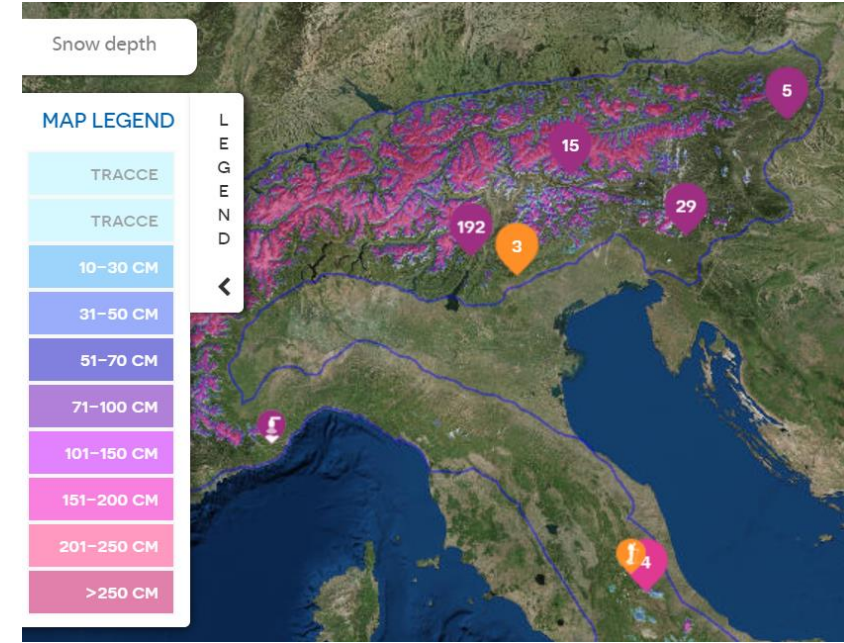 Snow depth
MAP LEGEND
TRACCE
TRACCE
10–30 CM
31–50 CM
51–70 CM
71–100 CM
101–150 CM
151–200 CM
201–250 CM
>250 CM
L
E
G
E
N
D
5
15
29
192
3
4